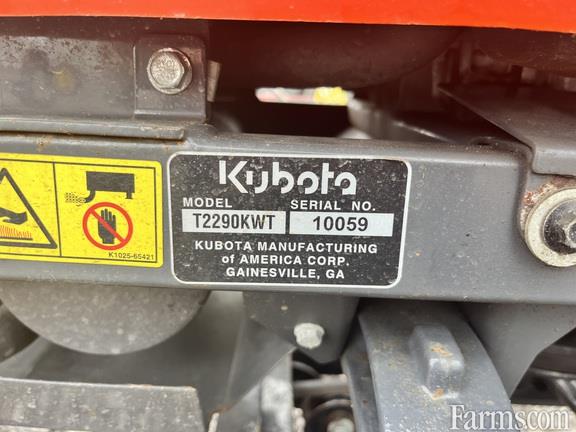 Kubota
MODEL SERIAL NO.
T2290KWT 10059
KUBOTA MANUFACTURING
of AMERICA CORP.
GAINESVILLE, GA
K1025-65421
Farms.com